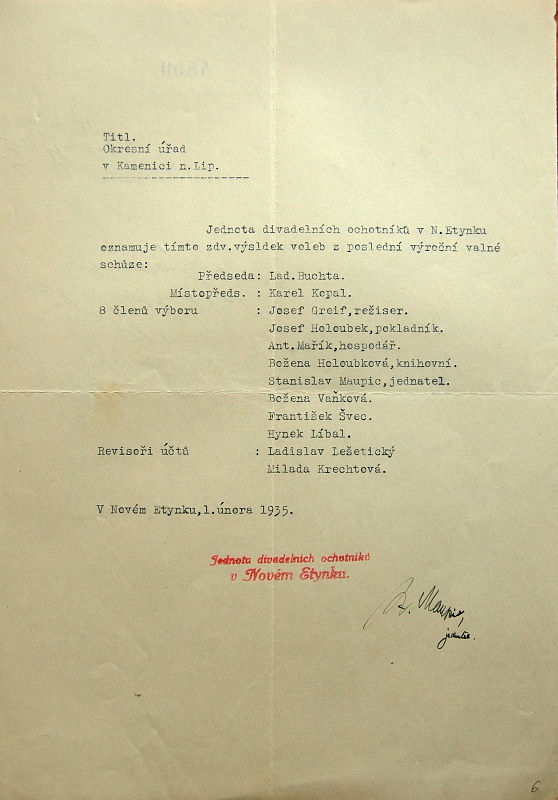 Titl.
Okresní úřad
v Kamenici n.Lip.
Jednota divadelních ochotníků v N.Etynku
oznamuje tímto zdv.výsldek voleb z poslední výroční valné
schůze:
Předseda: Lad.Buchta.
Místopředs. : Karel Kopal.
8 členů výboru : Josef Greif,režiser.
Josef Holoubek,pokladník.
Ant.Mařík,hospodář.
Božena Holoubková,knihovní.
Stanislav Maupic,jednatel.
Božena Vaňková.
František Švec.
Hynek Líbal.
Revisoři účtů : Ladislav Lešetický
Milada Krechtová.
V Novém Etynku,1.února 1935.
Jednota divadelních ochotníků
v Novém Etynku.
St. Maupic,
jednatel.
6